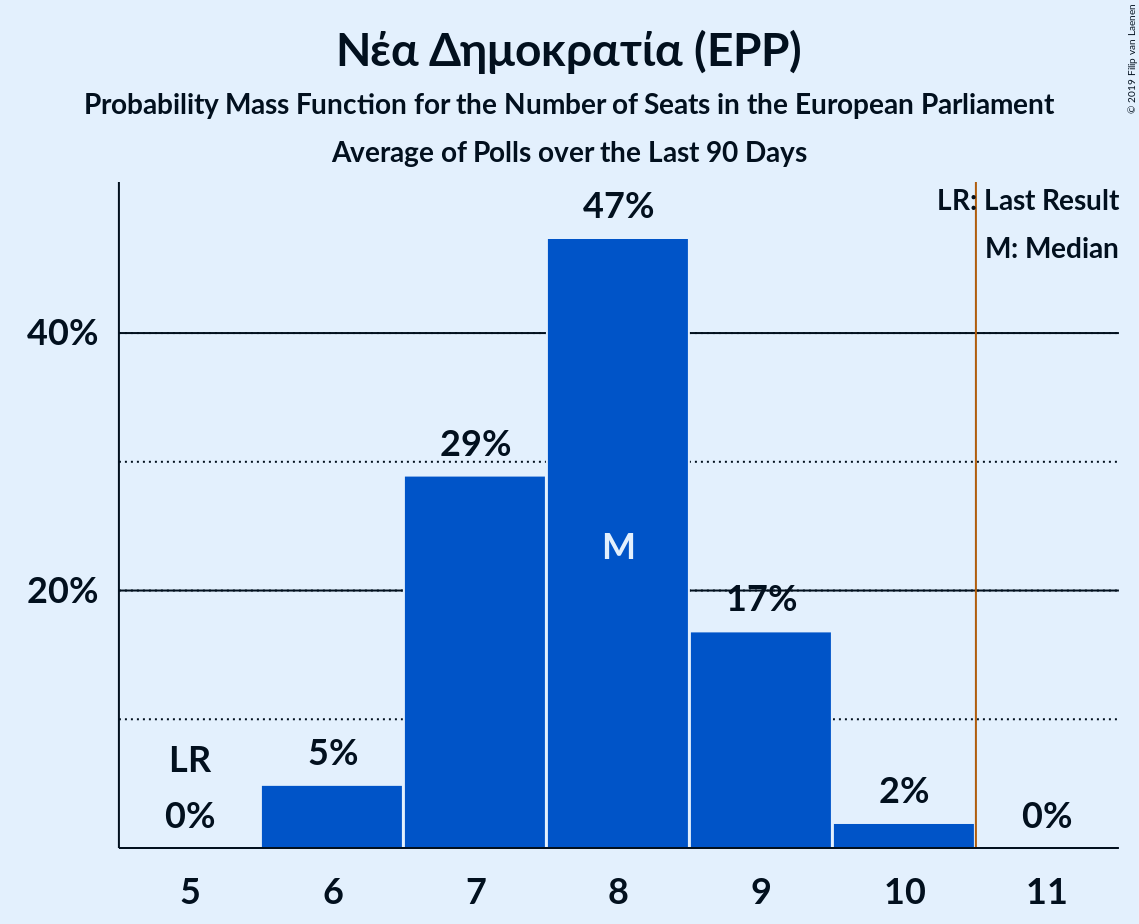 Νέα Δημοκρατία (EPP)
Probability Mass Function for the Number of Seats in the European Parliament
Average of Polls over the Last 90 Days
© 2019 Filip van Laenen
LR: Last Result
M: Median
47%
40%
29%
M
20%
17%
LR
5%
2%
0%
0%
5 6 7 8 9 10 11